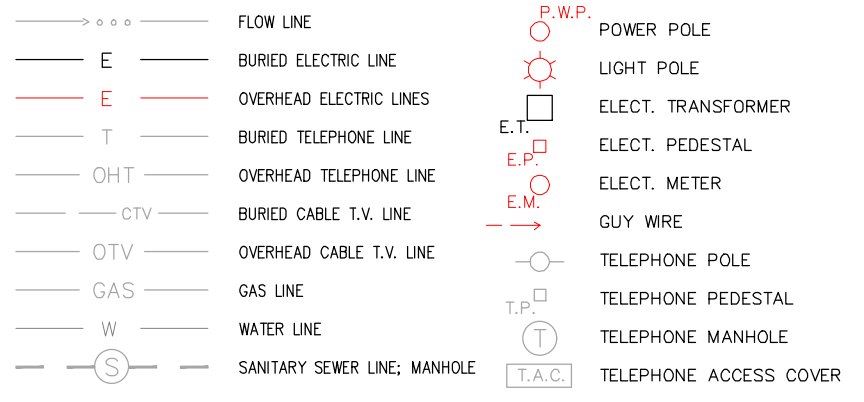 FLOW LINE
E BURIED ELECTRIC LINE
E OVERHEAD ELECTRIC LINES
T BURIED TELEPHONE LINE
OHT OVERHEAD TELEPHONE LINE
CTV BURIED CABLE T.V. LINE
OTV OVERHEAD CABLE T.V. LINE
GAS GAS LINE
W WATER LINE
S SANITARY SEWER LINE; MANHOLE
P.W.P. POWER POLE
LIGHT POLE
E.T. ELECT. TRANSFORMER
E.P. ELECT. PEDESTAL
E.M. ELECT. METER
GUY WIRE
TELEPHONE POLE
T.P. TELEPHONE PEDESTAL
T TELEPHONE MANHOLE
T.A.C. TELEPHONE ACCESS COVER